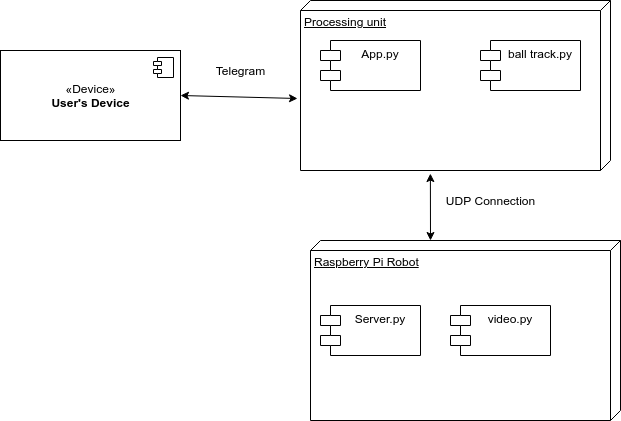 Processing unit
App.py
ball track.py
Telegram
«Device»
User's Device
UDP Connection
Raspberry Pi Robot
Server.py
video.py